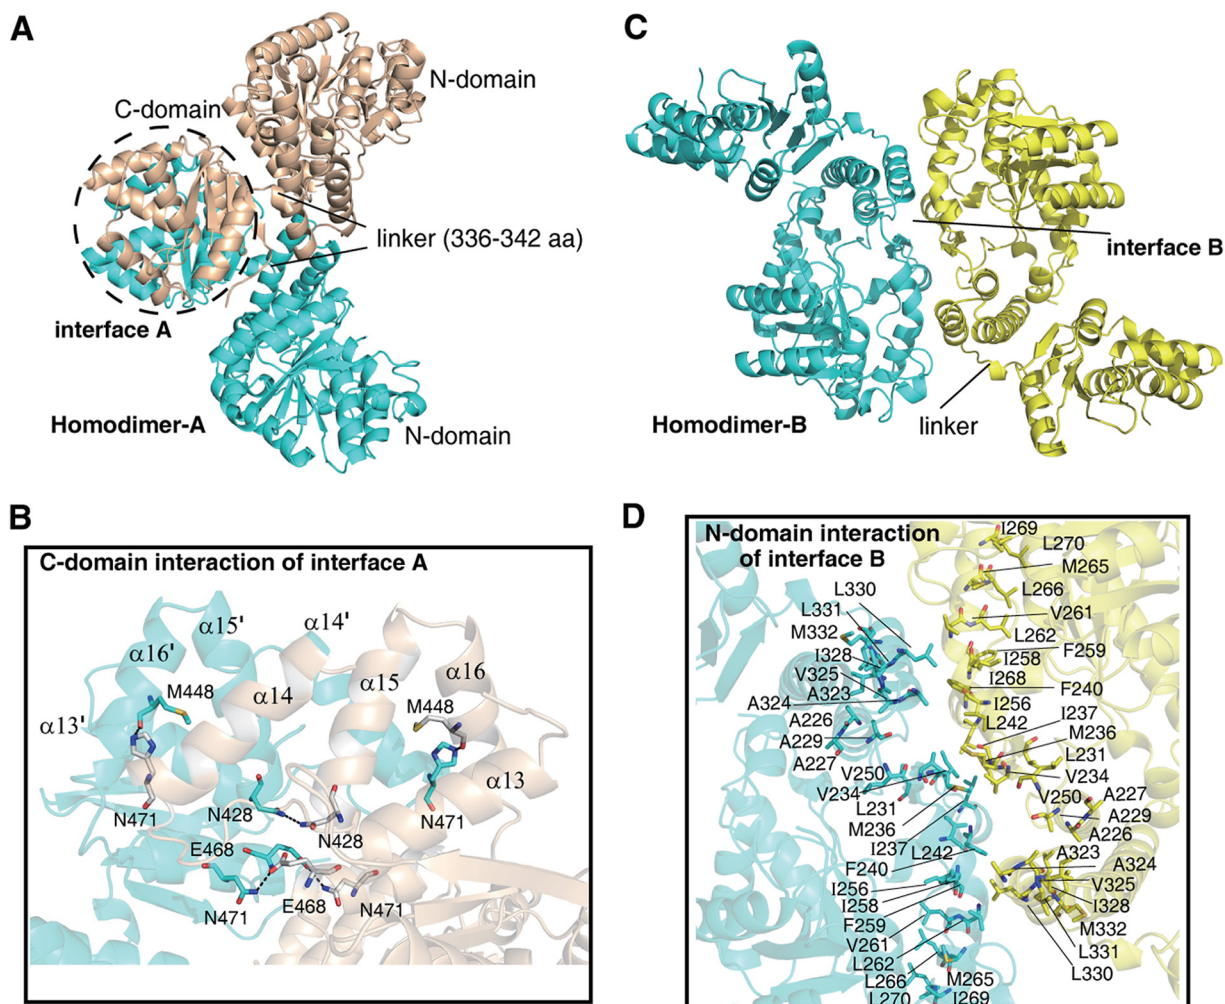 A
N-domain
C-domain
linker (336-342 aa)
interface A
Homodimer-A
N-domain
C
interface B
Homodimer-B
linker
B
C-domain interaction of interface A
α15'
α14'
α16'
M448
α14
α15
α16
M448
α13'
α13
N471
N428
N428
N471
E468
N471
E468
N471
D
N-domain interaction
of interface B
I269
L270
M265
L266
V261
L262
F259
I258
I268
F240
I256
L242
I237
M236
L231
V234
V250
A227
A229
A226
A323
A324
V325
I328
M332
L331
L330
L330
L331
M332
I328
V325
A323
A324
A226
A229
A227
V250
V234
L231
M236
I237
L242
F240
I256
I258
F259
V261
L262
L266
M265
L270
I269